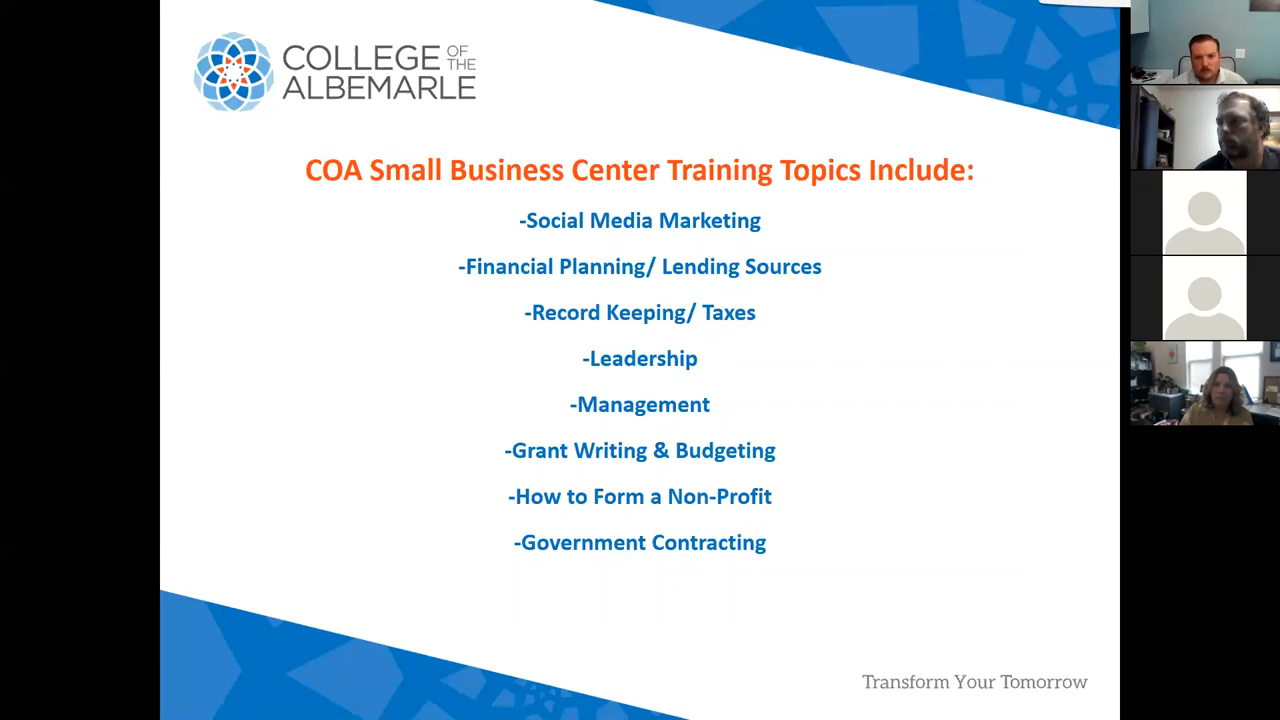 COLLEGE OF THE
ALBEMARLE
COA Small Business Center Training Topics Include:
-Social Media Marketing
-Financial Planning/ Lending Sources
-Record Keeping/ Taxes
-Leadership
-Management
-Grant Writing & Budgeting
-How to Form a Non-Profit
-Government Contracting
Transform Your Tomorrow